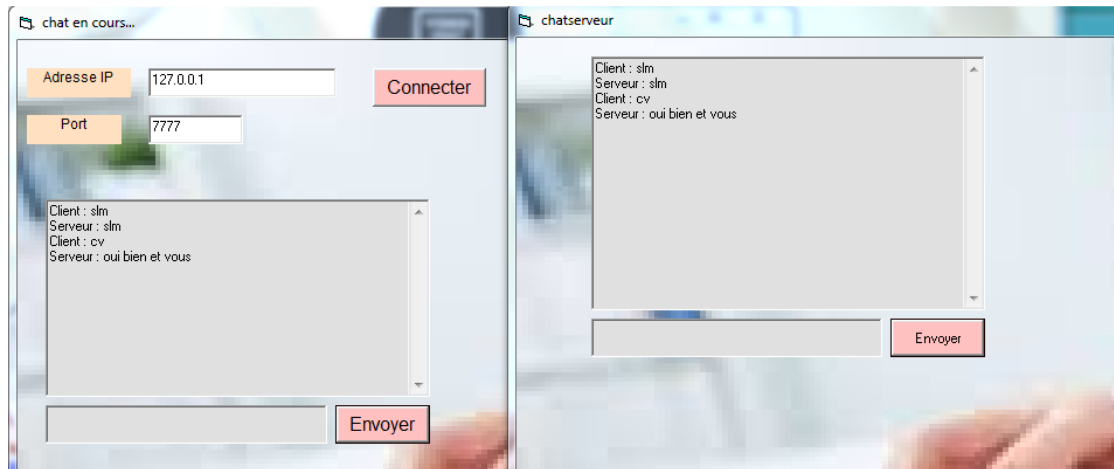 chat en cours...
Adresse IP
127.0.0.1
Connecter
Port
7777
Client : slm
Serveur : slm
Client : cv
Serveur : oui bien et vous
Envoyer
chatserveur
Client : slm
Serveur : slm
Client : cv
Serveur : oui bien et vous
Envoyer